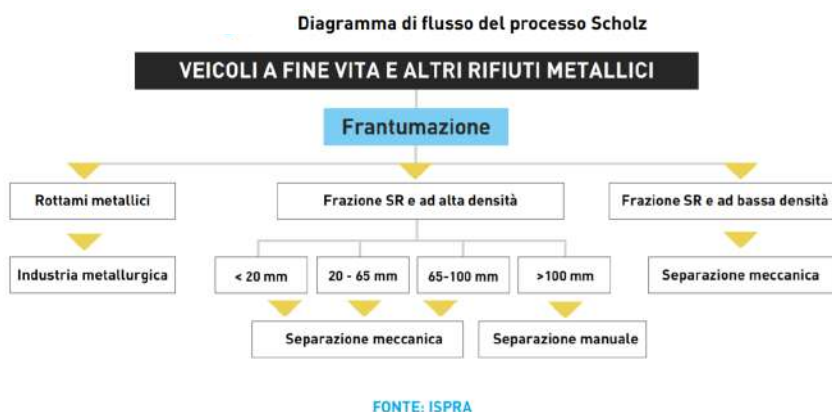 Diagramma di flusso del processo Scholz
VEICOLI A FINE VITA E ALTRI RIFIUTI METALLICI
Frantumazione
Rottami metallici
Frazione SR e ad alta densità
Frazione SR e ad bassa densità
Industria metallurgica
< 20 mm
20 - 65 mm
65-100 mm
>100 mm
Separazione meccanica
Separazione meccanica
Separazione manuale
FONTE: ISPRA